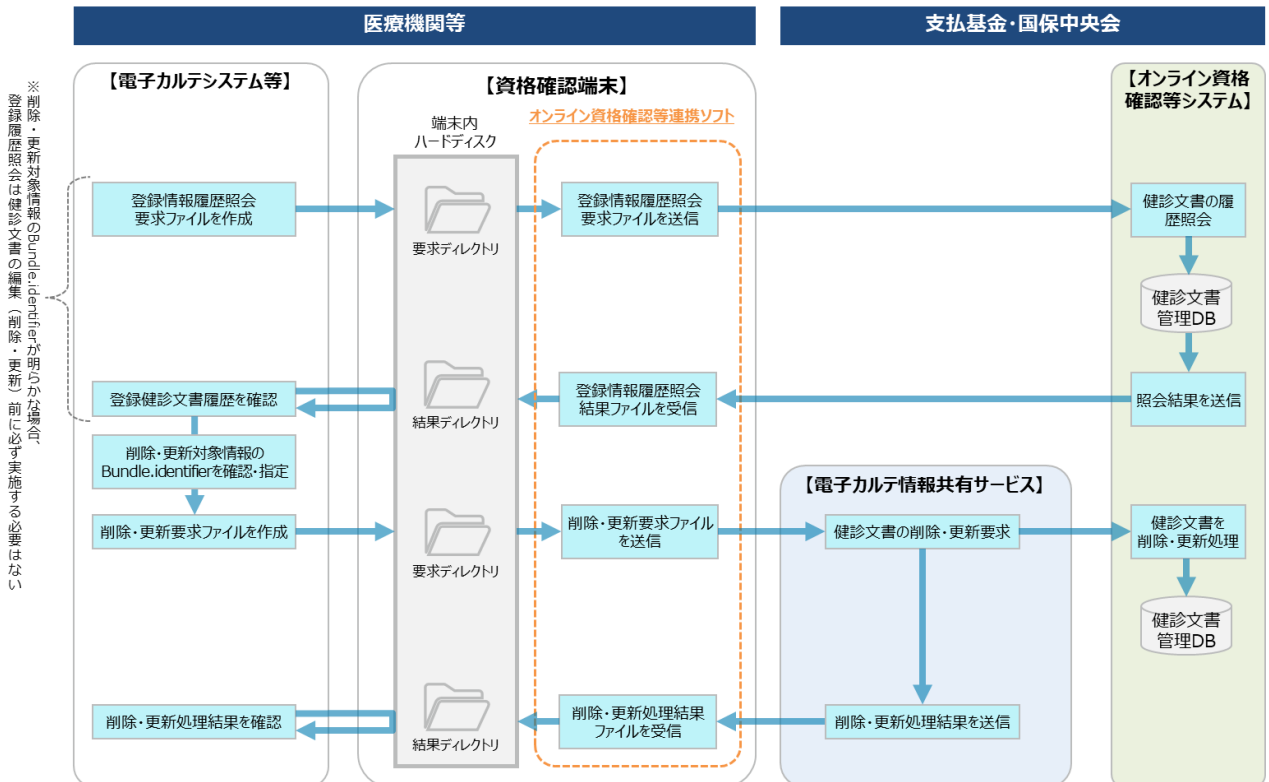 医療機関等
支払基金・国保中央会
【電子カルテシステム等】
【資格確認端末】
【オンライン資格
確認等システム】
オンライン資格確認等連携ソフト
端末内
ハードディスク
※削除・更新対象情報のBundle.identifierが明らかな場合、
登録履歴照会は健診文書の編集（削除・更新）前に必ず実施する必要はない
登録情報履歴照会
要求ファイルを作成
要求ディレクトリ
登録情報履歴照会
要求ファイルを送信
健診文書の履
歴照会
健診文書
管理DB
登録健診文書履歴を確認
結果ディレクトリ
登録情報履歴照会
結果ファイルを受信
照会結果を送信
削除・更新対象情報の
Bundle.identifierを確認・指定
【電子カルテ情報共有サービス】
削除・更新要求ファイルを作成
要求ディレクトリ
削除・更新要求ファイル
を送信
健診文書の削除・更新要求
健診文書を
削除・更新処理
健診文書
管理DB
削除・更新処理結果を確認
結果ディレクトリ
削除・更新処理結果
ファイルを受信
削除・更新処理結果を送信